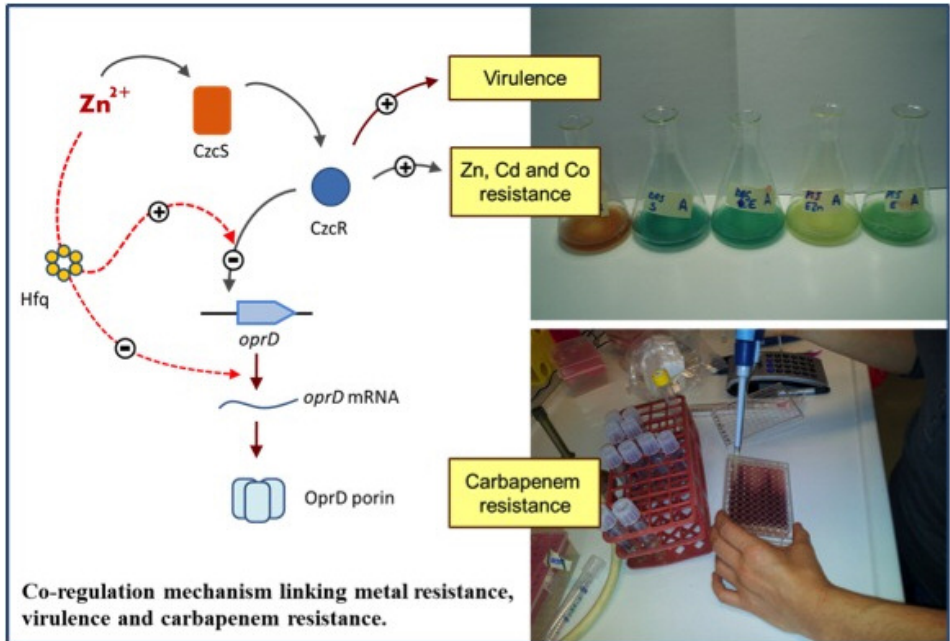 Zn2+
CzcS
CzcR
+
Virulence
+
Zn, Cd and Co
resistance
+
−
Hfq
−
oprD
oprD mRNA
OprD porin
Carbapenem
resistance
S A
A
A
EZn
A
E
Co-regulation mechanism linking metal resistance,
virulence and carbapenem resistance.